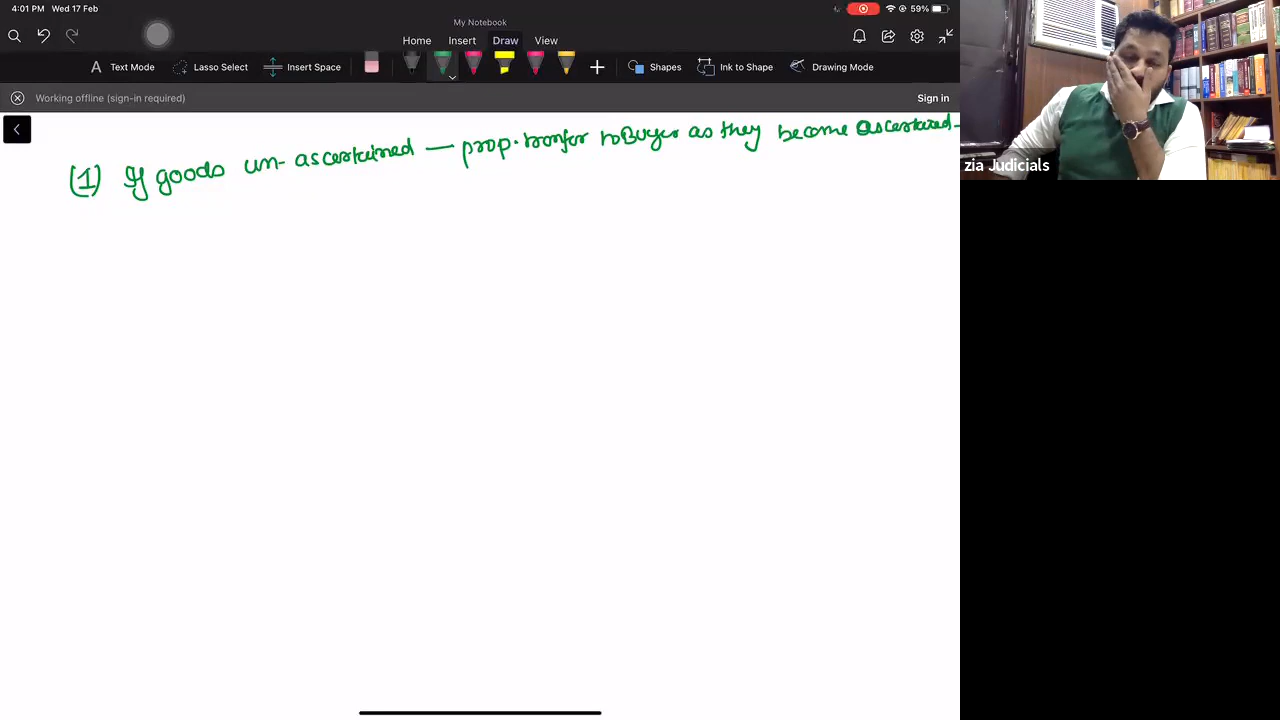 4:01 PM Wed 17 Feb
59%
My Notebook
Home Insert Draw View
Text Mode Lasso Select Insert Space Shapes Ink to Shape Drawing Mode
Working offline (sign-in required) Sign in
(1) If goods un-ascertained — prop. tranfer to Buyer as they become ascertained-
zia Judicials